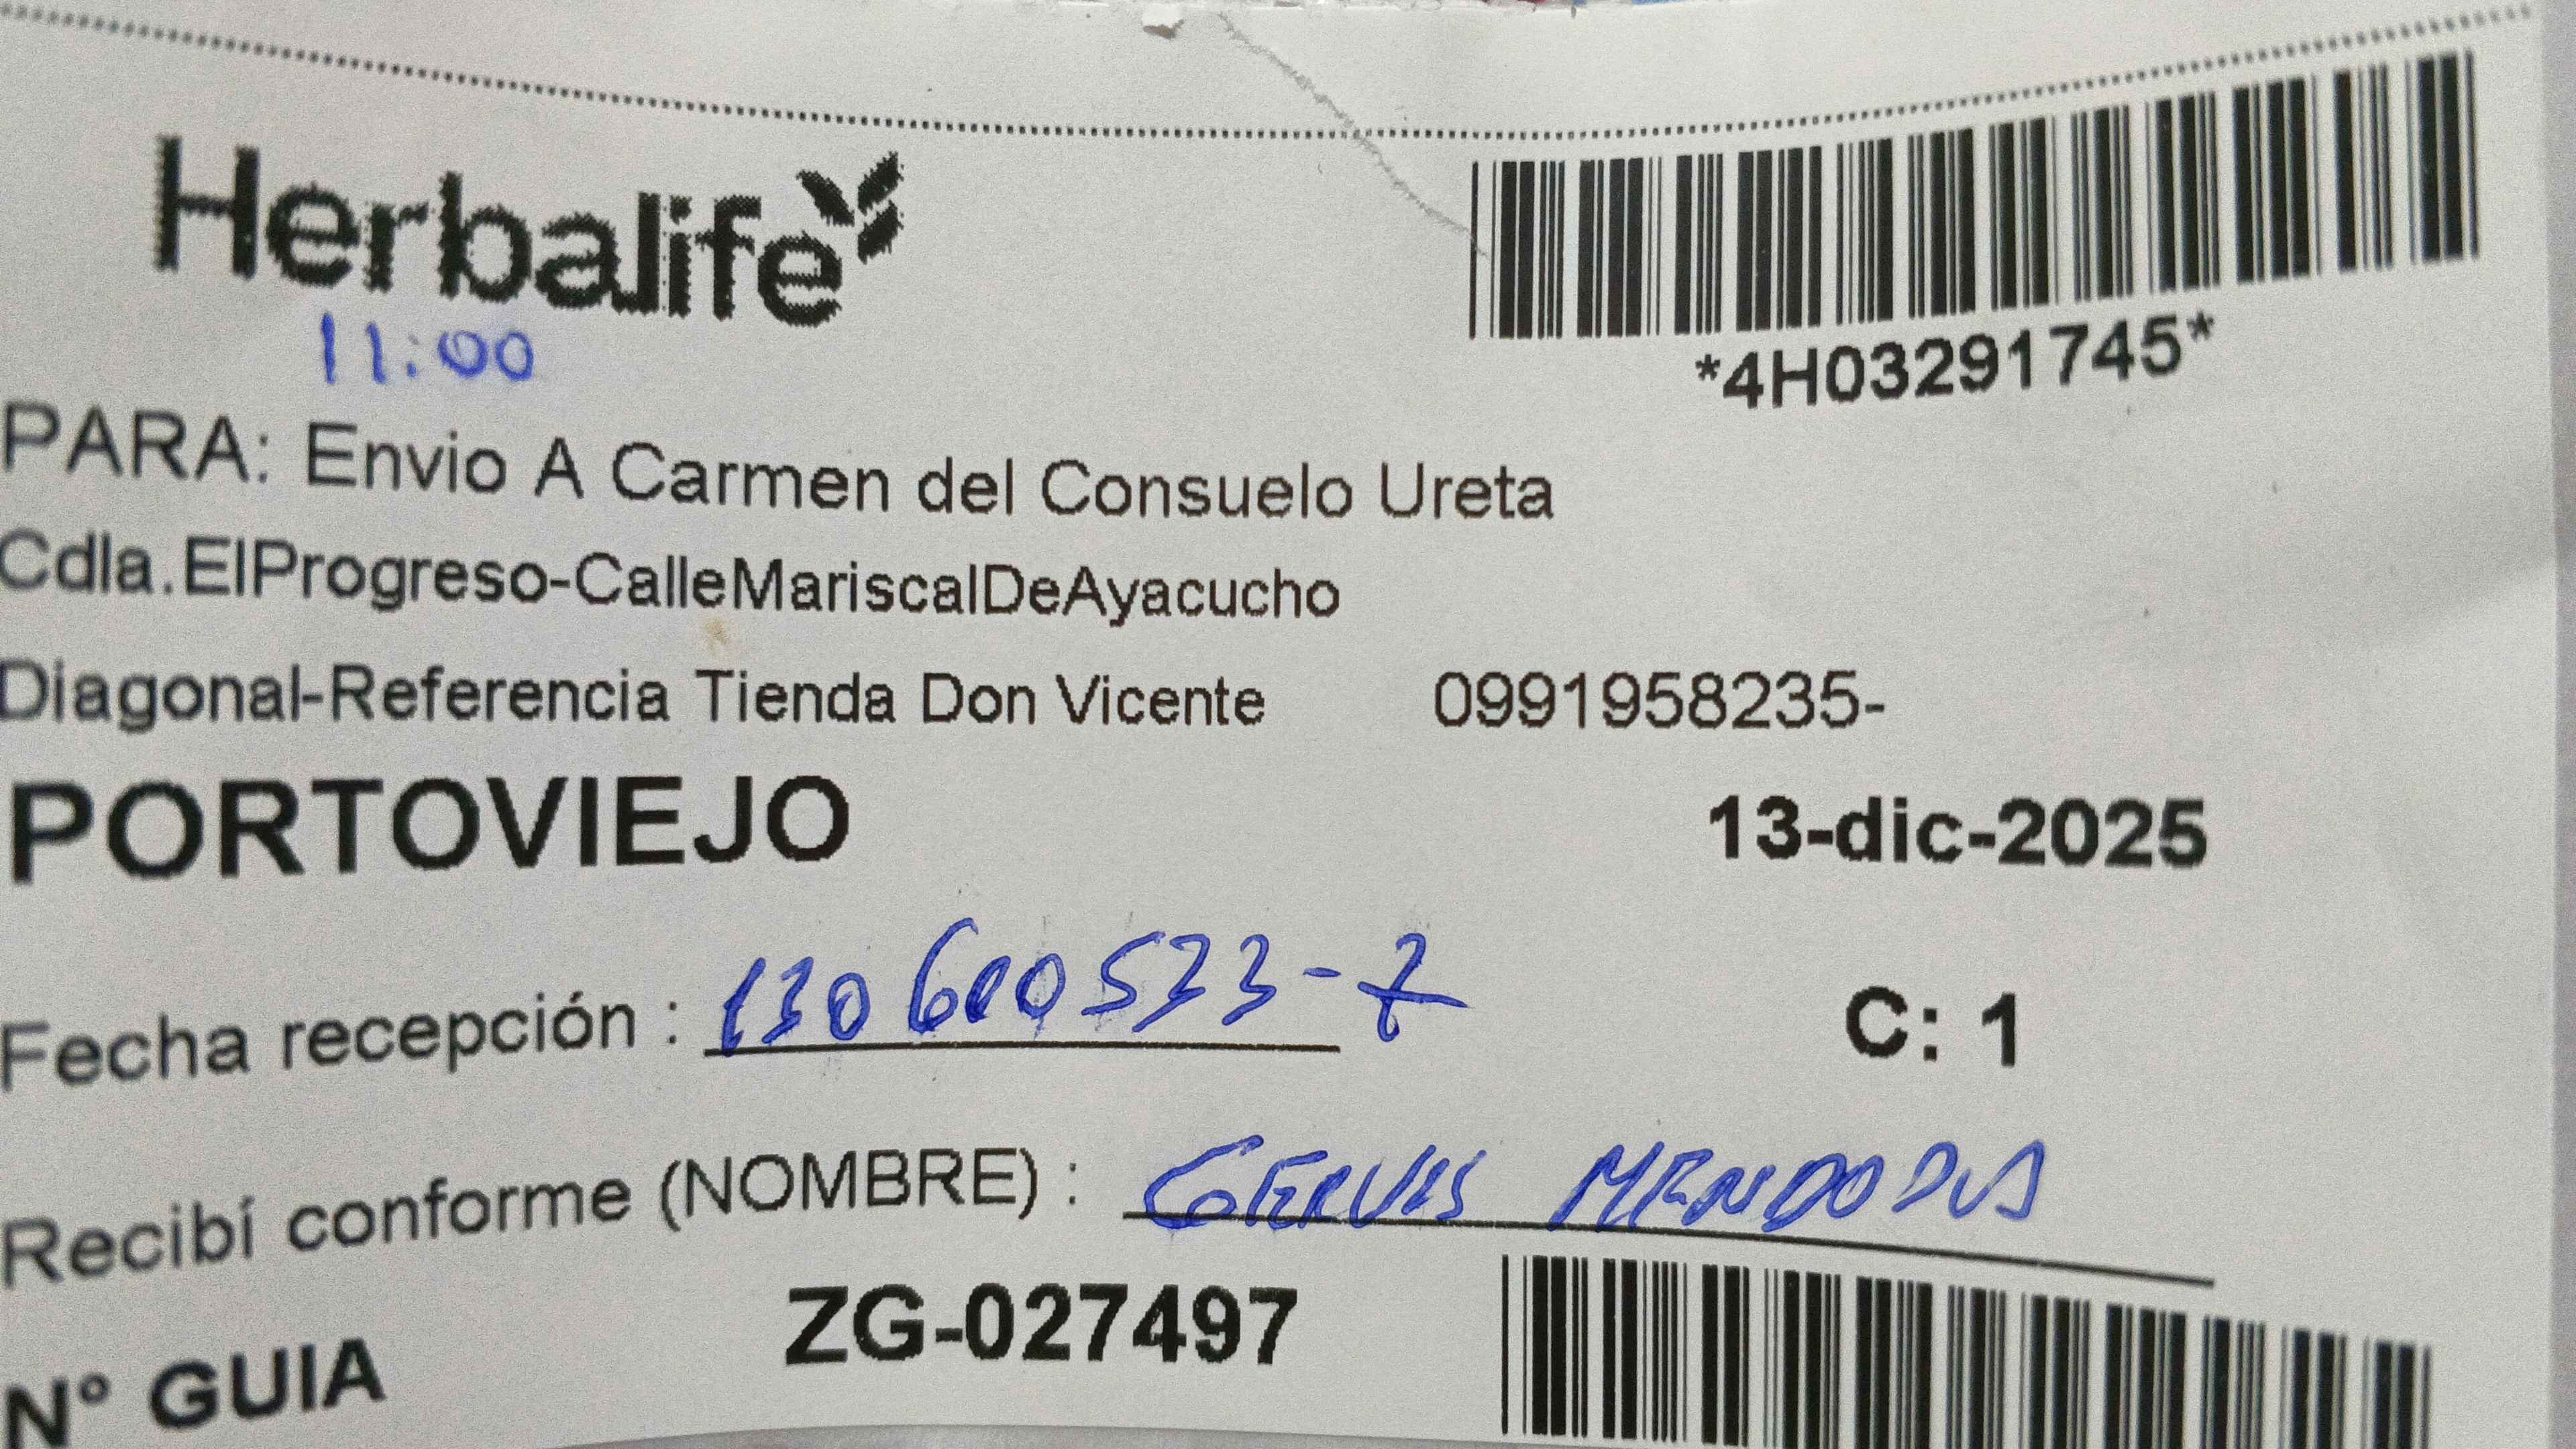 Herbalife
11:00
*4H03291745*
PARA: Envio A Carmen del Consuelo Ureta
Cdla.ElProgreso-CalleMariscalDeAyacucho
Diagonal-Referencia Tienda Don Vicente 0991958235-
PORTOVIEJO 13-dic-2025
Fecha recepción : 130600533-7 C: 1
Recibí conforme (NOMBRE) :
N° GUIA ZG-027497